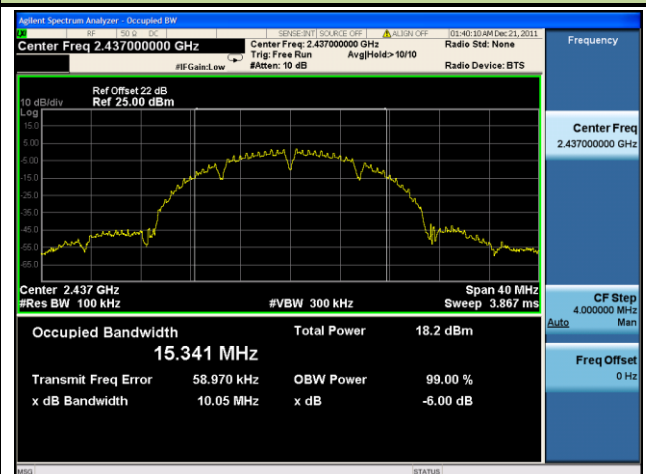 Agilent Spectrum Analyzer - Occupied BW
RF 50 Ω DC SENSE:INT SOURCE OFF ALIGN OFF 01:40:10 AM Dec 21, 2011
Center Freq 2.437000000 GHz
Center Freq: 2.437000000 GHz Radio Std: None
Trig: Free Run Avg|Hold:> 10/10
#IFGain:Low #Atten: 10 dB Radio Device: BTS
Ref Offset 22 dB
10 dB/div Ref 25.00 dBm
Log
15.0
5.00
-5.00
-15.0
-25.0
-35.0
-45.0
-55.0
-65.0
Center 2.437 GHz Span 40 MHz
#Res BW 100 kHz #VBW 300 kHz Sweep 3.867 ms
Occupied Bandwidth Total Power 18.2 dBm
15.341 MHz
Transmit Freq Error 58.970 kHz OBW Power 99.00 %
x dB Bandwidth 10.05 MHz x dB -6.00 dB
MSG STATUS
Frequency
Center Freq
2.437000000 GHz
CF Step
4.000000 MHz
Auto Man
Freq Offset
0 Hz